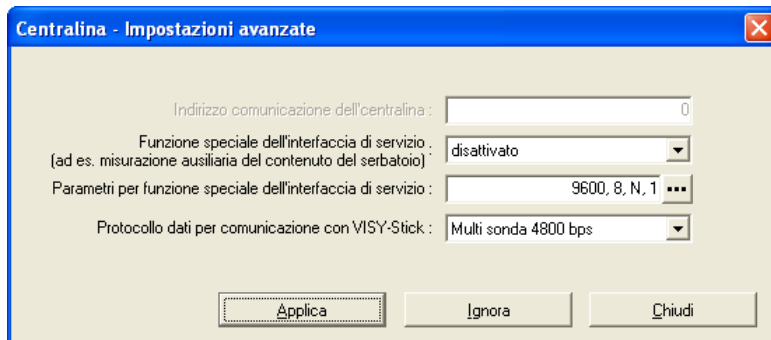 Centralina - Impostazioni avanzate
Indirizzo comunicazione dell'centralina : 0
Funzione speciale dell'interfaccia di servizio .
(ad es. misurazione ausiliaria del contenuto del serbatoio) : disattivato
Parametri per funzione speciale dell'interfaccia di servizio : 9600, 8, N, 1 ...
Protocollo dati per comunicazione con VISY-Stick : Multi sonda 4800 bps
Applica Ignora Chiudi